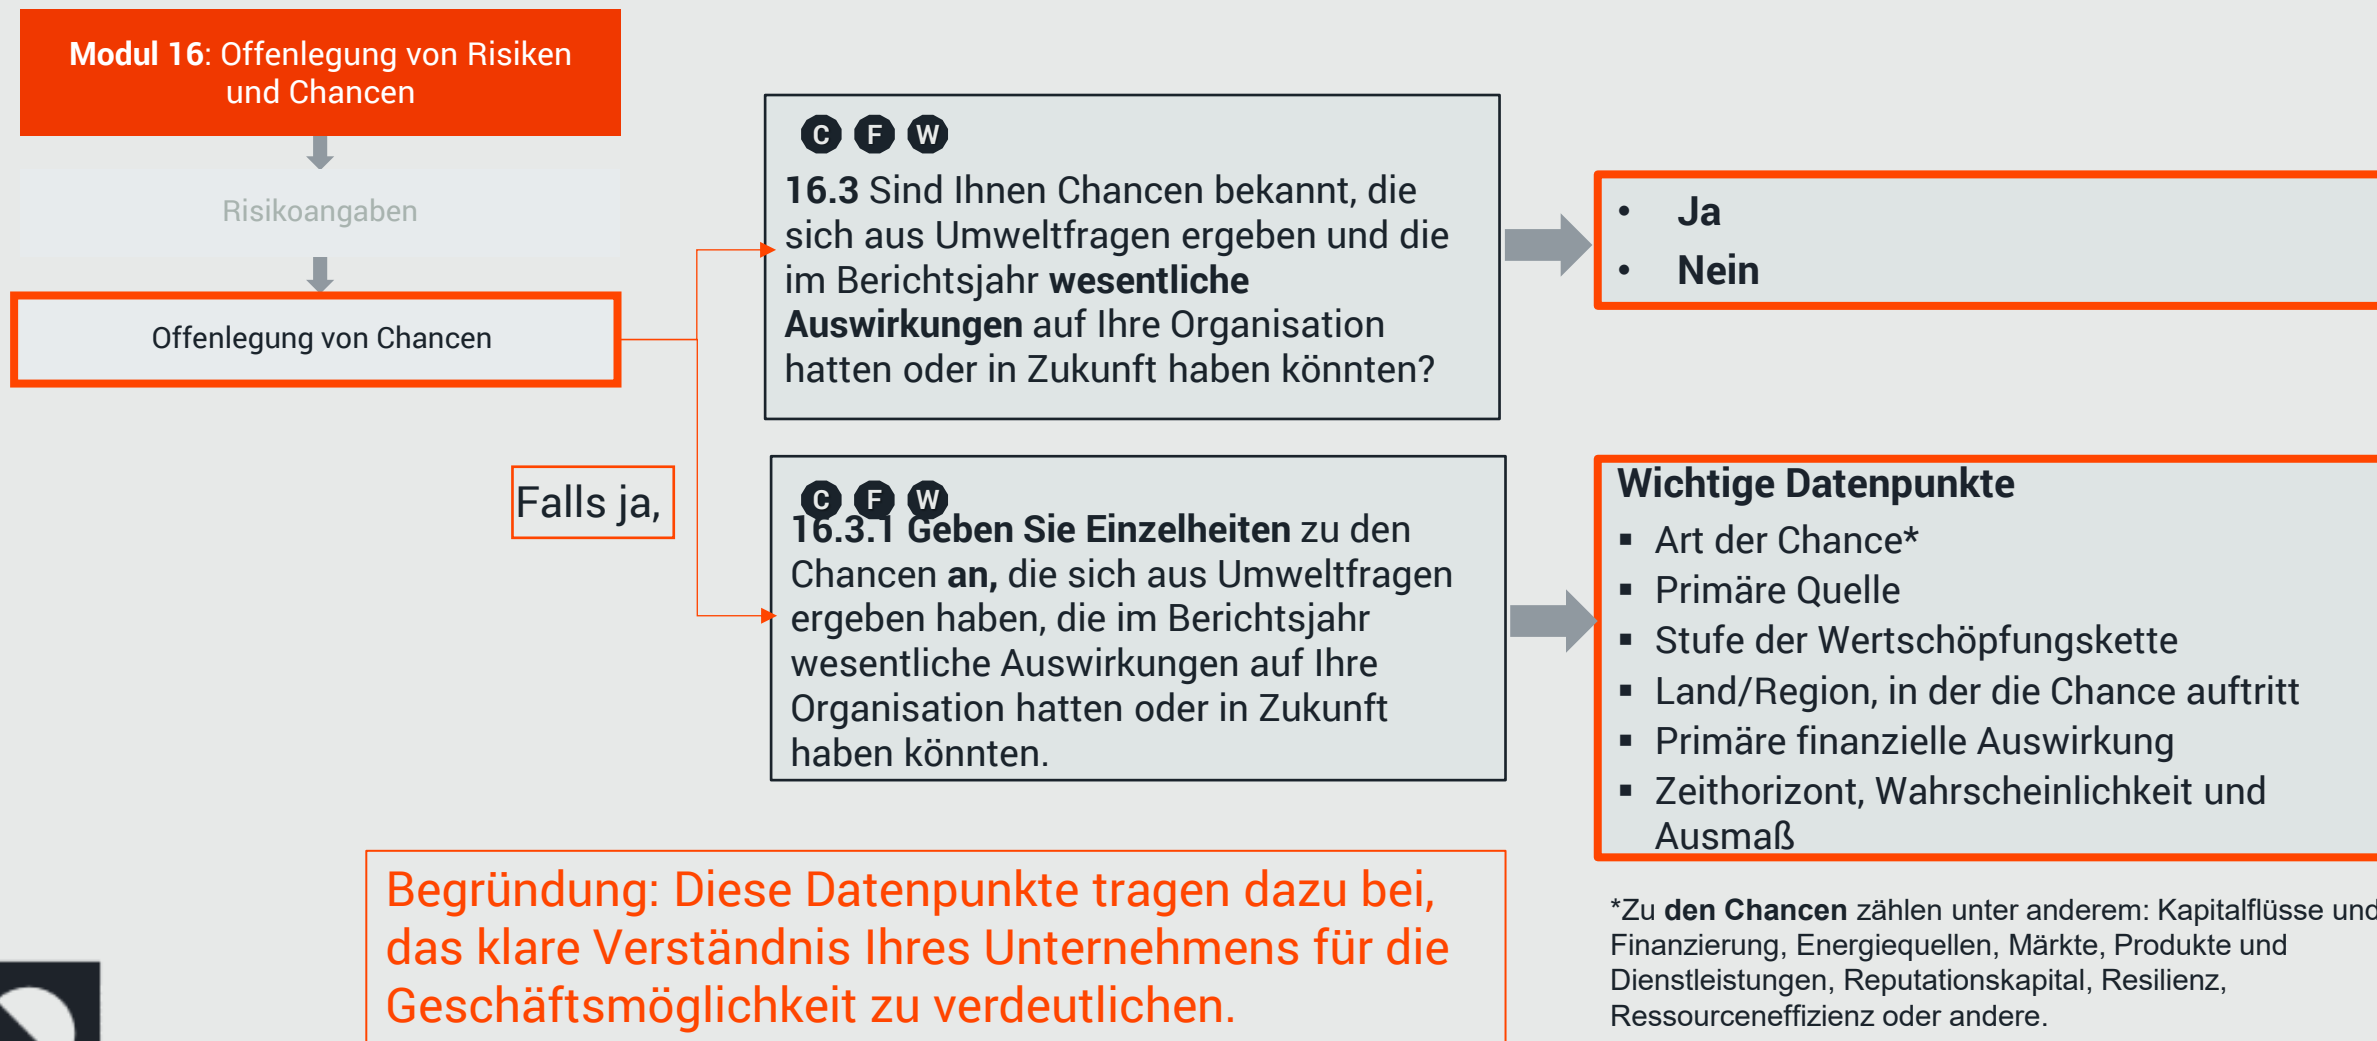 Modul 16: Offenlegung von Risiken
und Chancen
Risikoangaben
Offenlegung von Chancen
C F W
16.3 Sind Ihnen Chancen bekannt, die
sich aus Umweltfragen ergeben und die
im Berichtsjahr wesentliche
Auswirkungen auf Ihre Organisation
hatten oder in Zukunft haben könnten?
• Ja
• Nein
Falls ja,
C F W
16.3.1 Geben Sie Einzelheiten zu den
Chancen an, die sich aus Umweltfragen
ergeben haben, die im Berichtsjahr
wesentliche Auswirkungen auf Ihre
Organisation hatten oder in Zukunft
haben könnten.
Wichtige Datenpunkte
▪ Art der Chance*
▪ Primäre Quelle
▪ Stufe der Wertschöpfungskette
▪ Land/Region, in der die Chance auftritt
▪ Primäre finanzielle Auswirkung
▪ Zeithorizont, Wahrscheinlichkeit und
Ausmaß
Begründung: Diese Datenpunkte tragen dazu bei,
das klare Verständnis Ihres Unternehmens für die
Geschäftsmöglichkeit zu verdeutlichen.
*Zu den Chancen zählen unter anderem: Kapitalflüsse und
Finanzierung, Energiequellen, Märkte, Produkte und
Dienstleistungen, Reputationskapital, Resilienz,
Ressourceneffizienz oder andere.